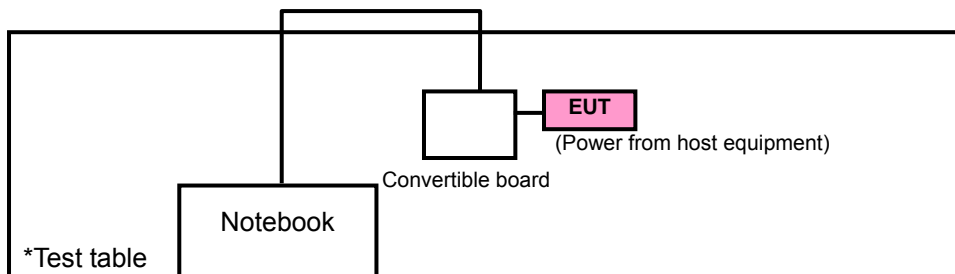 EUT
(Power from host equipment)
Convertible board
Notebook
*Test table